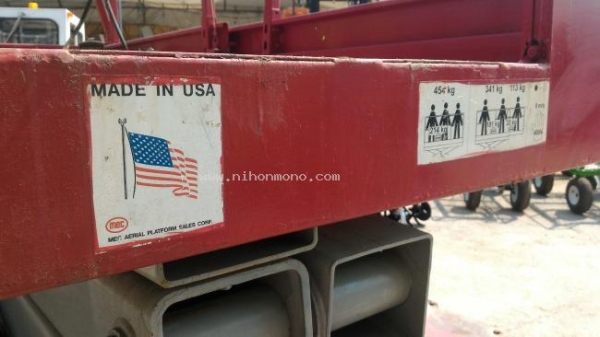 MADE IN USA
MEC
MEC AERIAL PLATFORM SALES CORP.
454 kg
341 kg 113 kg
214 kg
www.nihonmono.com